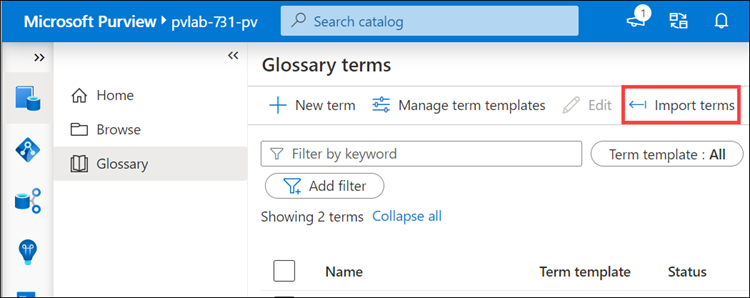 Microsoft Purview ▸ pvlab-731-pv
Search catalog
1
Home
Browse
Glossary
Glossary terms
New term
Manage term templates
Edit
Import terms
Filter by keyword
Term template : All
Add filter
Showing 2 terms Collapse all
Name Term template Status